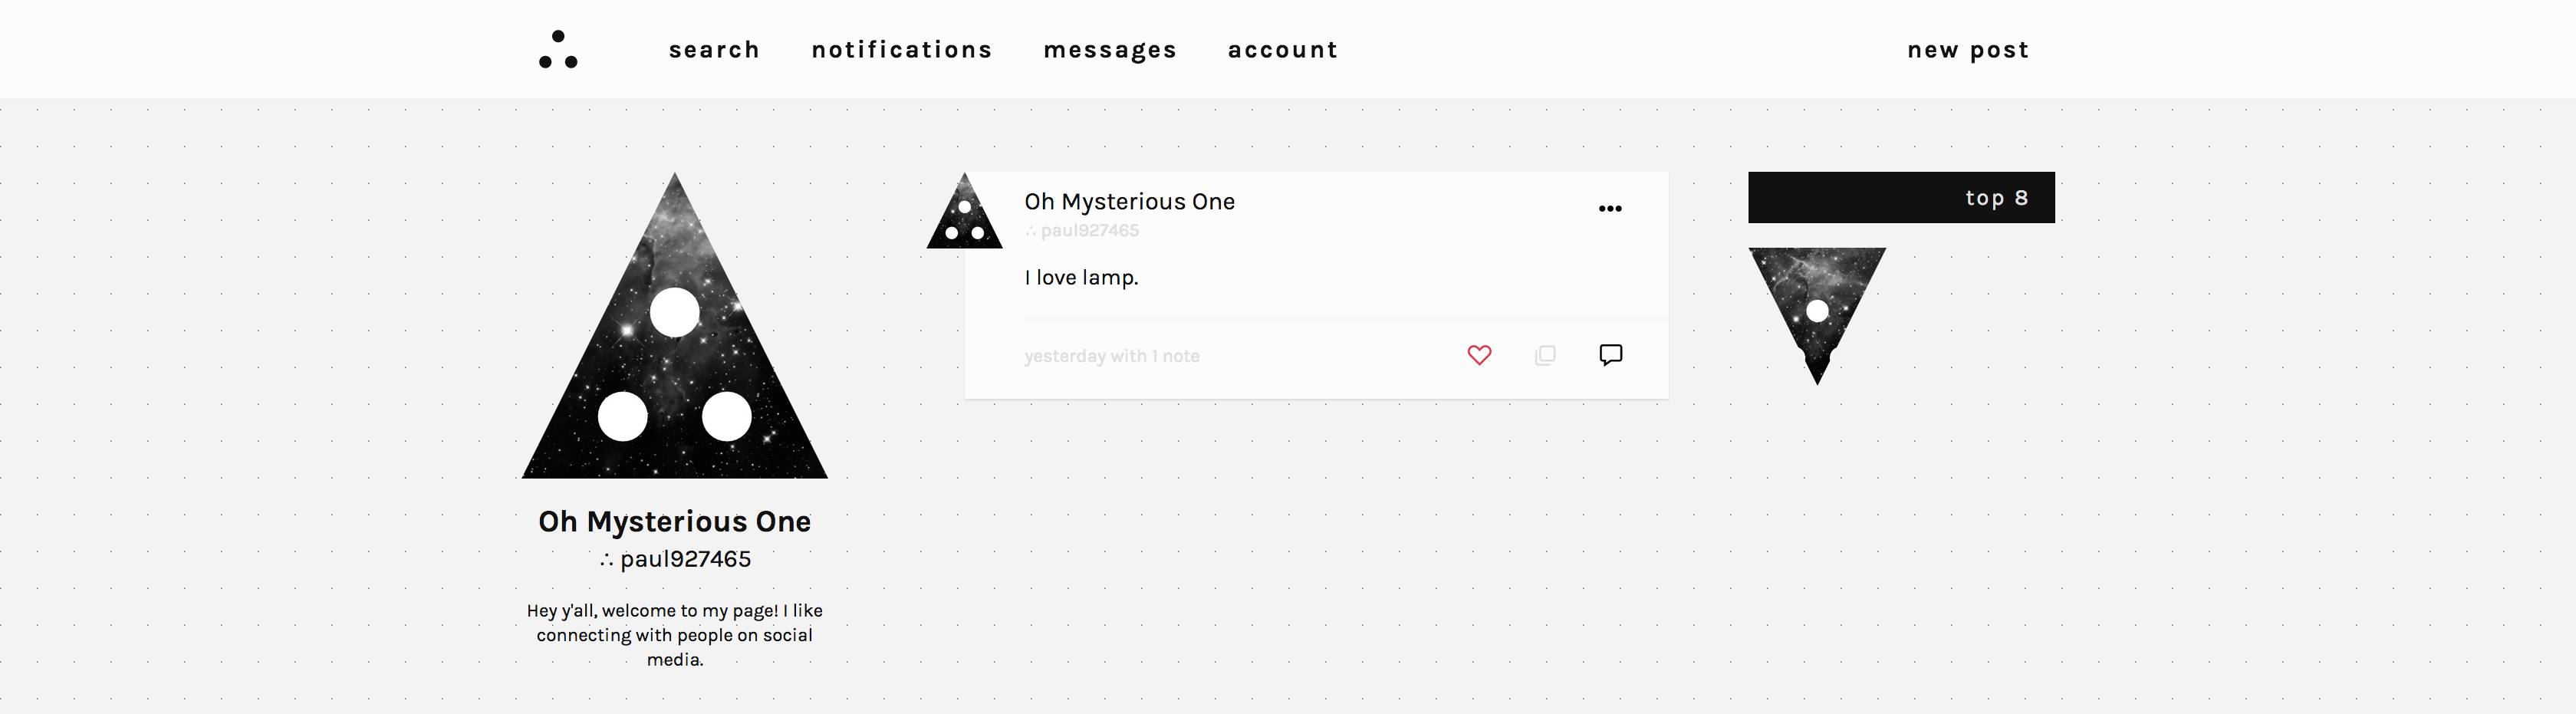 search notifications messages account new post
Oh Mysterious One
∴ paul927465
Hey y'all, welcome to my page! I like
connecting with people on social
media.
Oh Mysterious One
∴ paul927465
I love lamp.
yesterday with 1 note
top 8